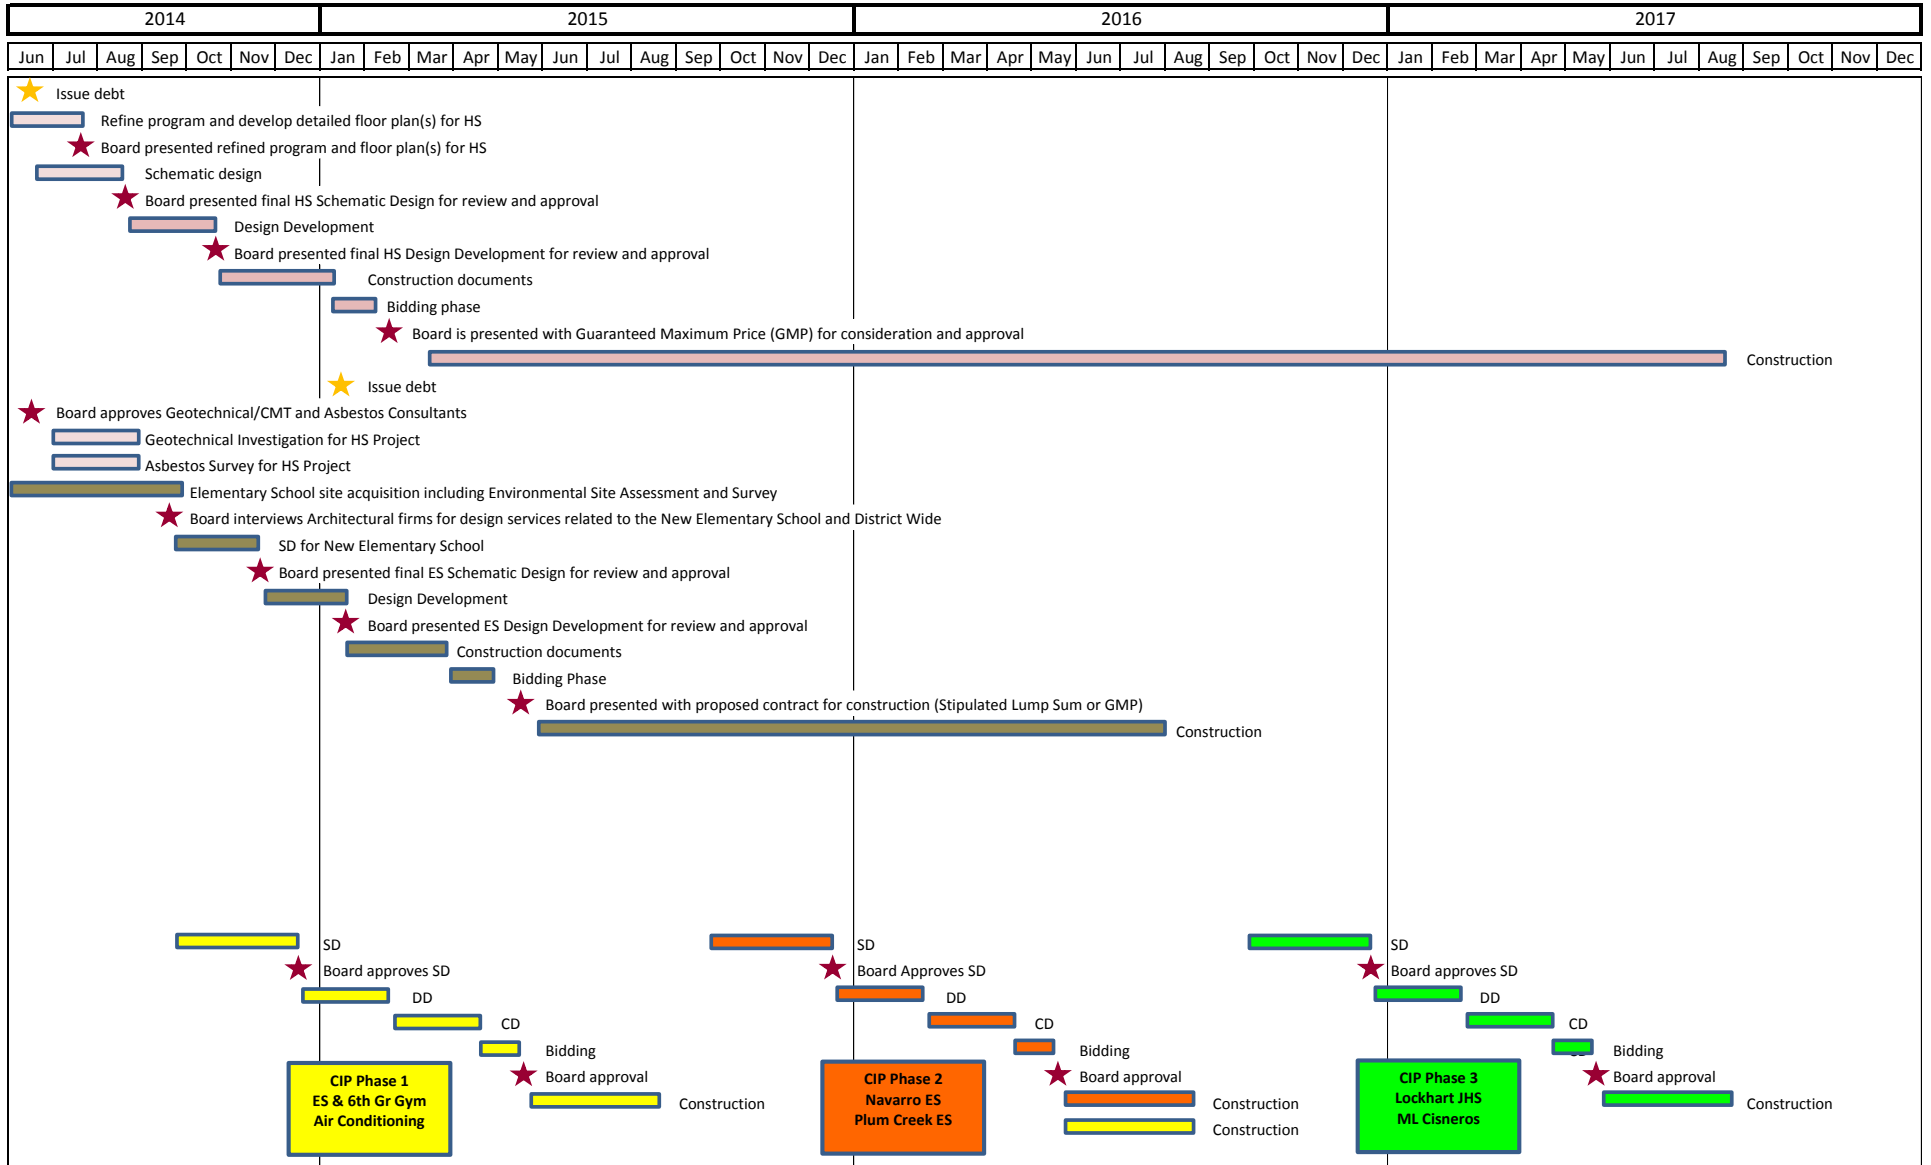 2014 2015 2016 2017
Jun Jul Aug Sep Oct Nov Dec Jan Feb Mar Apr May Jun Jul Aug Sep Oct Nov Dec Jan Feb Mar Apr May Jun Jul Aug Sep Oct Nov Dec Jan Feb Mar Apr May Jun Jul Aug Sep Oct Nov Dec
Issue debt
Refine program and develop detailed floor plan(s) for HS
Board presented refined program and floor plan(s) for HS
Schematic design
Board presented final HS Schematic Design for review and approval
Design Development
Board presented final HS Design Development for review and approval
Construction documents
Bidding phase
Board is presented with Guaranteed Maximum Price (GMP) for consideration and approval
Construction
Issue debt
Board approves Geotechnical/CMT and Asbestos Consultants
Geotechnical Investigation for HS Project
Asbestos Survey for HS Project
Elementary School site acquisition including Environmental Site Assessment and Survey
Board interviews Architectural firms for design services related to the New Elementary School and District Wide
SD for New Elementary School
Board presented final ES Schematic Design for review and approval
Design Development
Board presented ES Design Development for review and approval
Construction documents
Bidding Phase
Board presented with proposed contract for construction (Stipulated Lump Sum or GMP)
Construction
SD SD SD
Board approves SD Board Approves SD Board approves SD
DD DD DD
CD CD CD
Bidding Bidding Bidding
Board approval Board approval Board approval
Construction Construction Construction
Construction
CIP Phase 1
ES & 6th Gr Gym
Air Conditioning
CIP Phase 2
Navarro ES
Plum Creek ES
CIP Phase 3
Lockhart JHS
ML Cisneros